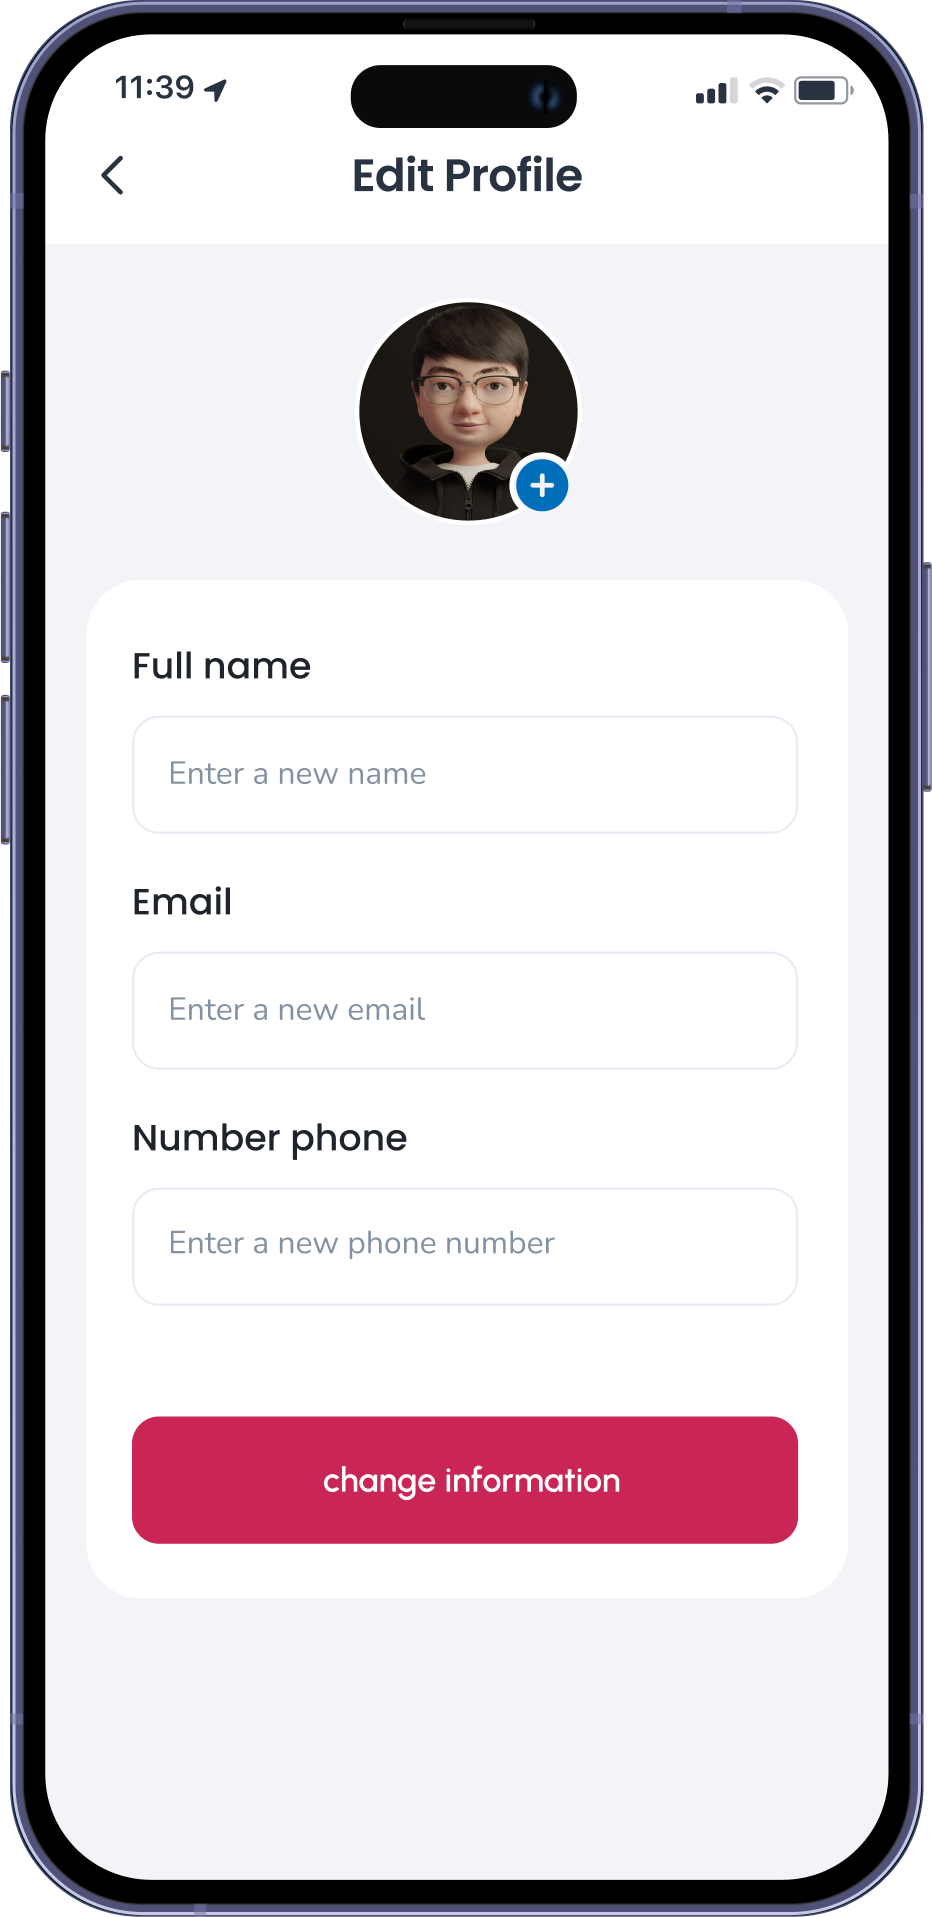 11:39
Edit Profile
Full name
Enter a new name
Email
Enter a new email
Number phone
Enter a new phone number
change information